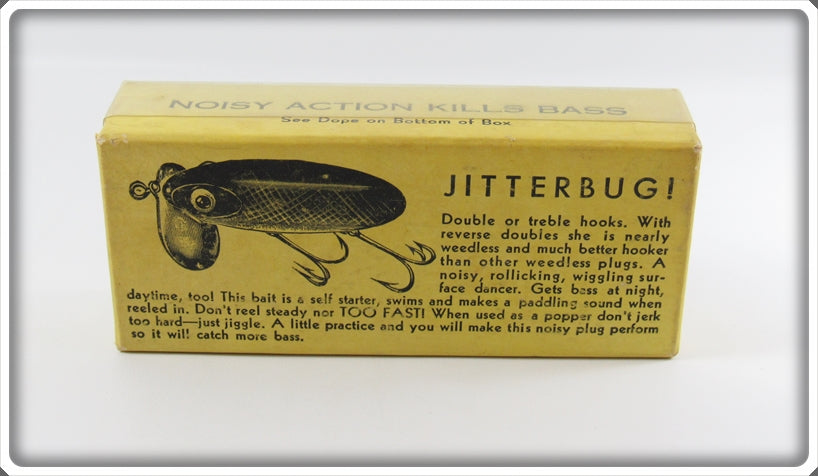 NOISY ACTION KILLS BASS
See Dope on Bottom of Box
JITTERBUG!
Double or treble hooks. With
reverse doubles she is nearly
weedless and much better hooker
than other weedless plugs. A
noisy, rollicking, wiggling sur-
face dancer. Gets bass at night,
daytime, too! This bait is a self starter, swims and makes a paddling sound when
reeled in. Don't reel steady nor TOO FAST! When used as a popper don't jerk
too hard—just jiggle. A little practice and you will make this noisy plug perform
so it will catch more bass.